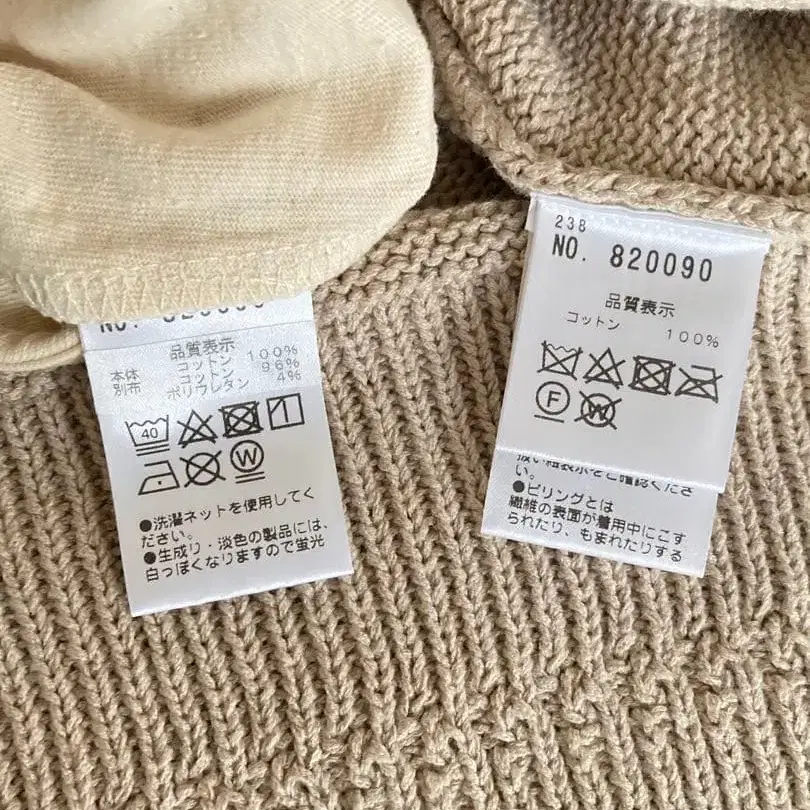 NO. 820090
品質表示
本体 コットン 100%
別布 コットン 96%
ポリウレタン 4%
40
W
●洗濯ネットを使用してく
ださい。
●生成り・淡色の製品には、
白っぽくなりますので蛍光
238
NO. 820090
品質表示
コットン 100%
F W
い。
●ピリングとは
繊維の表面が着用中にこす
られたり、もまれたりする